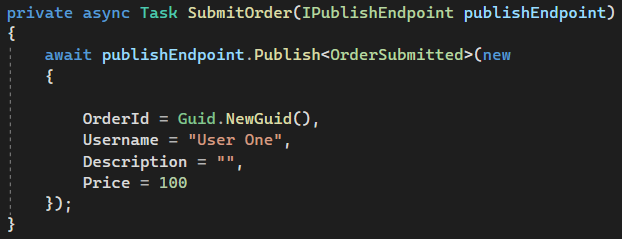 private async Task SubmitOrder(IPublishEndpoint publishEndpoint)
{
    await publishEndpoint.Publish<OrderSubmitted>(new
    {
        OrderId = Guid.NewGuid(),
        Username = "User One",
        Description = "",
        Price = 100
    });
}